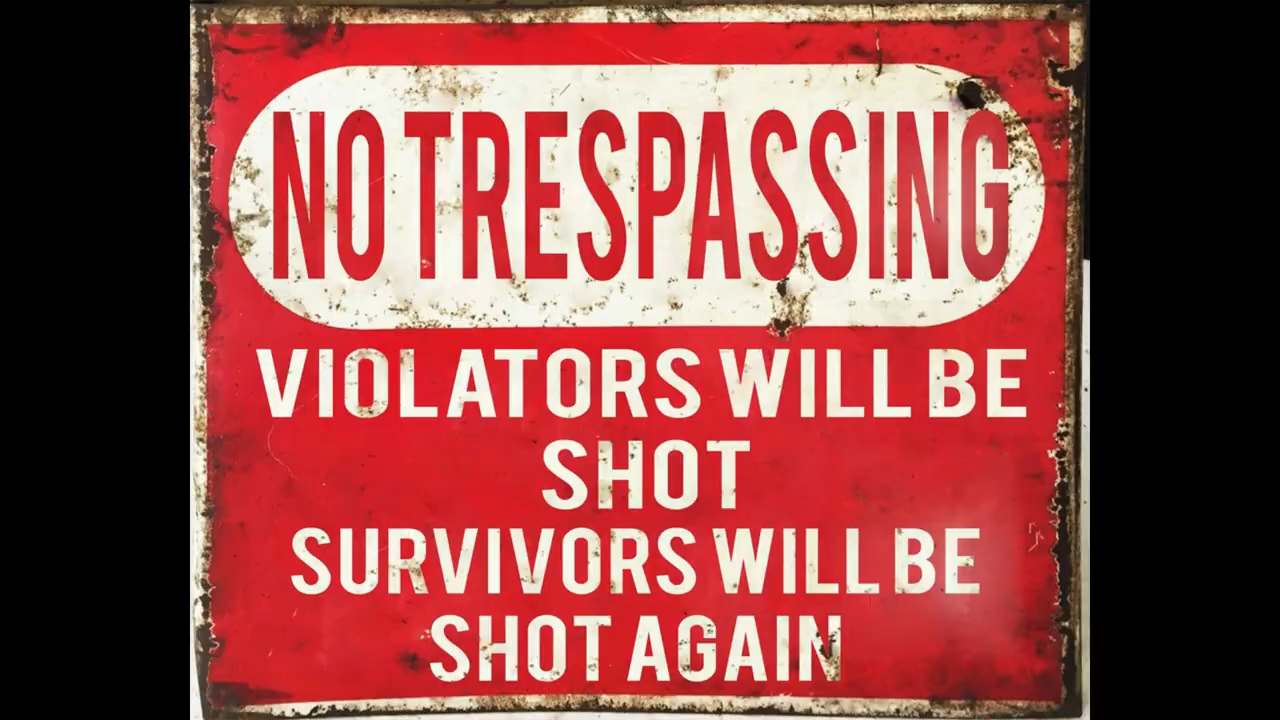 NO TRESPASSING
VIOLATORS WILL BE
SHOT
SURVIVORS WILL BE
SHOT AGAIN